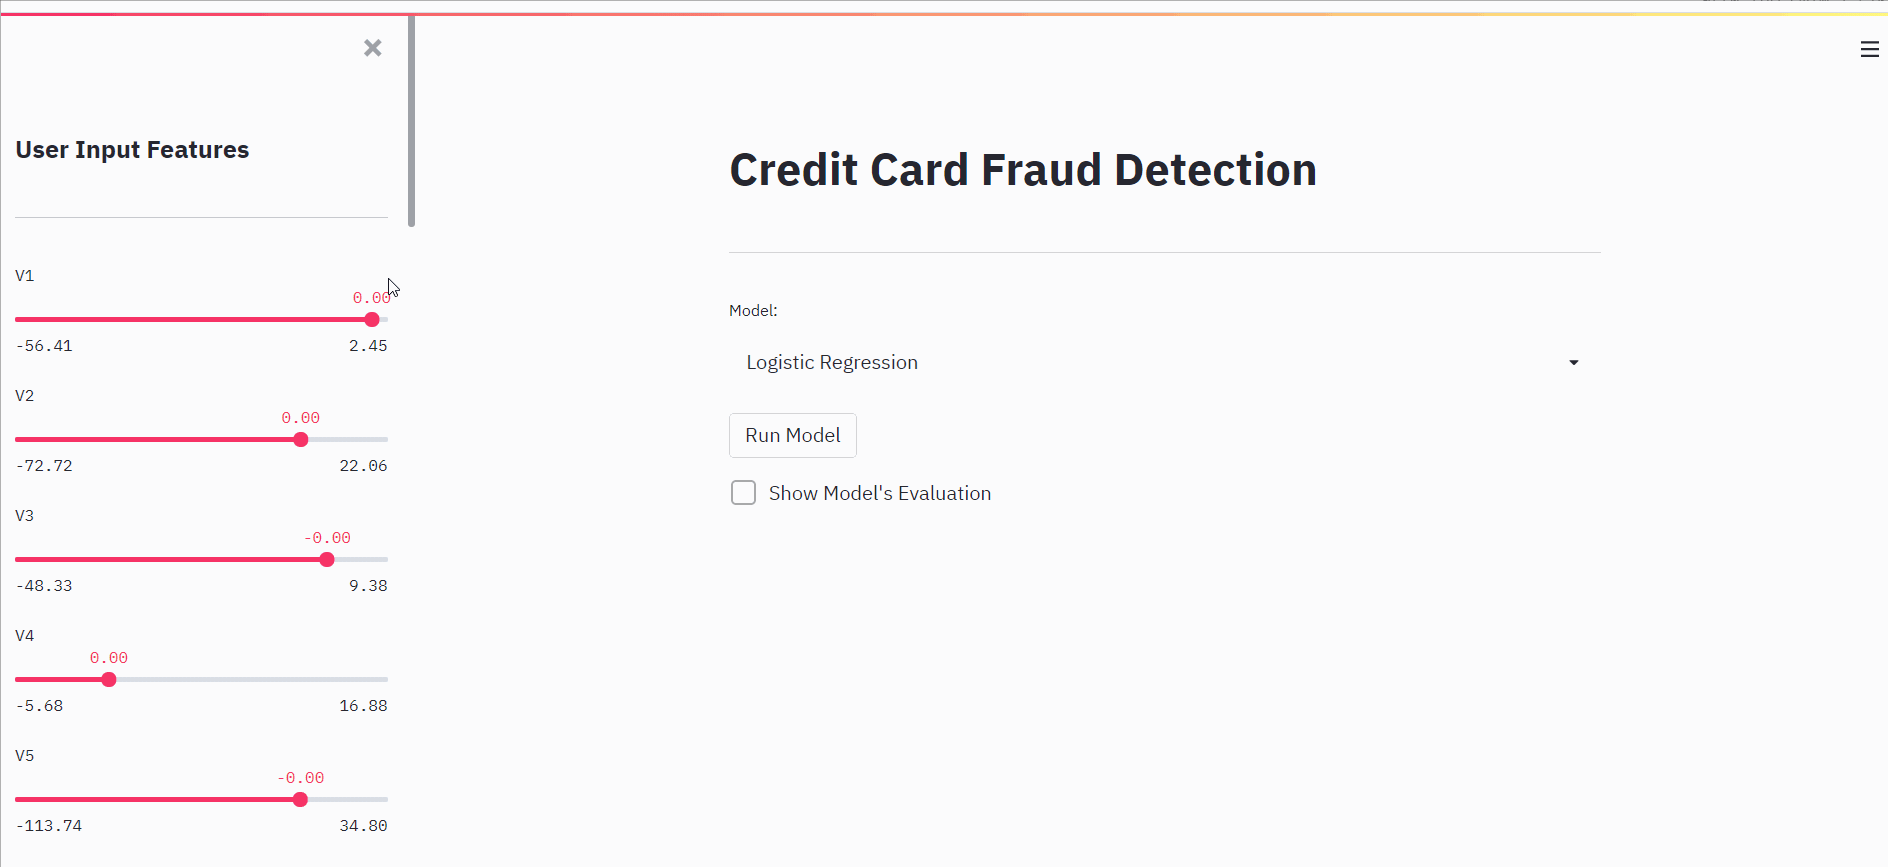 User Input Features
V1
0.00
-56.41 2.45
V2
0.00
-72.72 22.06
V3
-0.00
-48.33 9.38
V4
0.00
-5.68 16.88
V5
-0.00
-113.74 34.80
Credit Card Fraud Detection
Model:
Logistic Regression
Run Model
Show Model's Evaluation